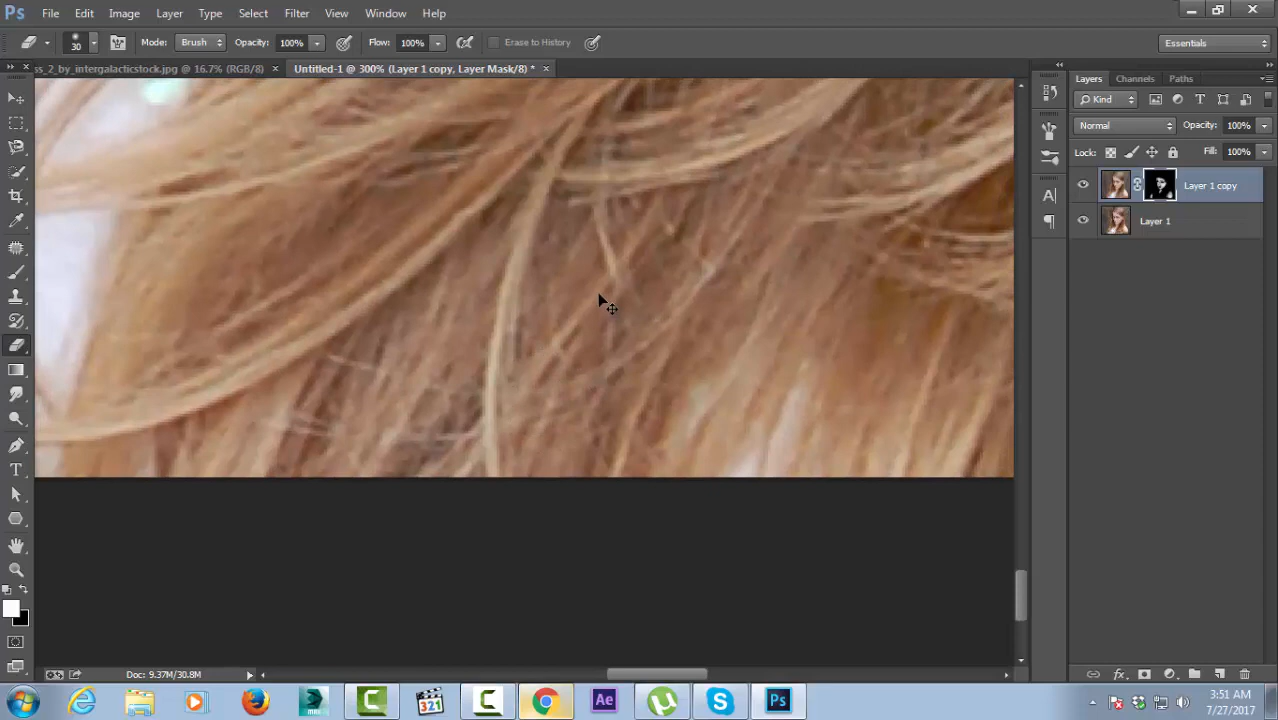 Ps File Edit Image Layer Type Select Filter View Window Help
30 Mode: Brush Opacity: 100% Flow: 100% Erase to History Essentials
ss_2_by_intergalacticstock.jpg @ 16.7% (RGB/8) × Untitled-1 @ 300% (Layer 1 copy, Layer Mask/8) * ×
Layers Channels Paths
Kind
Normal Opacity: 100%
Lock: Fill: 100%
Layer 1 copy
Layer 1
Doc: 9.37M/30.8M
321 Ae Ps
3:51 AM
7/27/2017